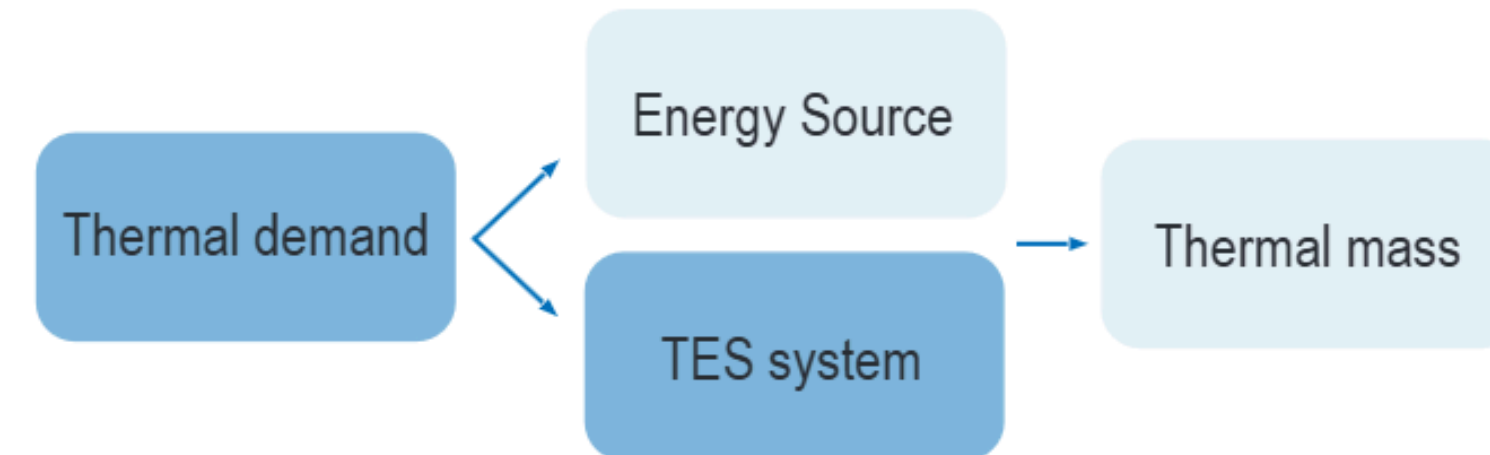 Thermal demand
Energy Source
TES system
Thermal mass